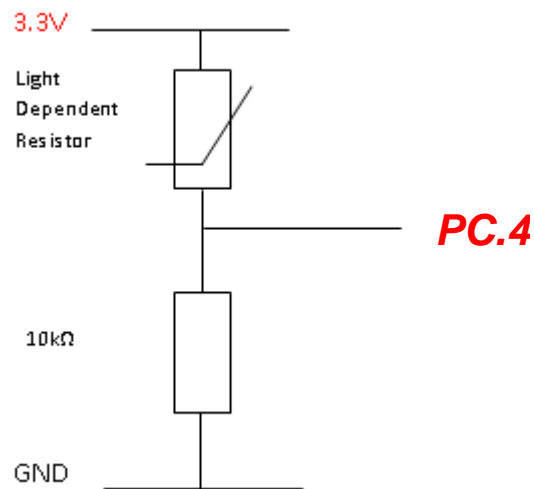 3.3V
Light
Dependent
Resistor
PC.4
10kΩ
GND